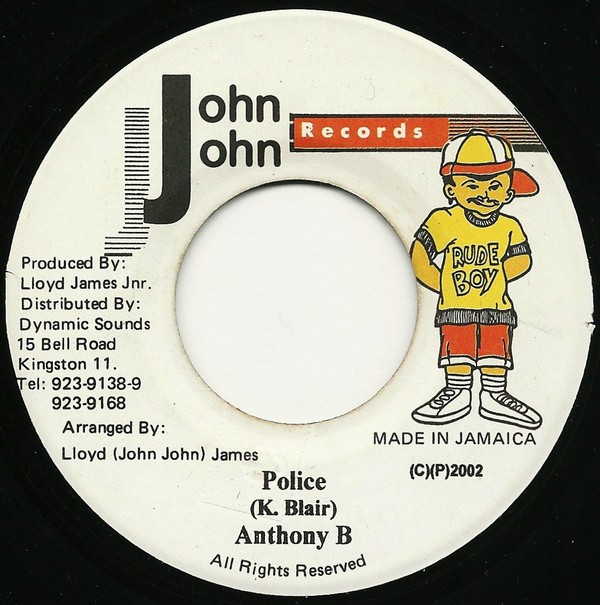 John
John
Records
RUDE
BOY
Produced By:
Lloyd James Jnr.
Distributed By:
Dynamic Sounds
15 Bell Road
Kingston 11.
Tel: 923-9138-9
923-9168
Arranged By:
Lloyd (John John) James
MADE IN JAMAICA
(C)(P)2002
Police
(K. Blair)
Anthony B
All Rights Reserved